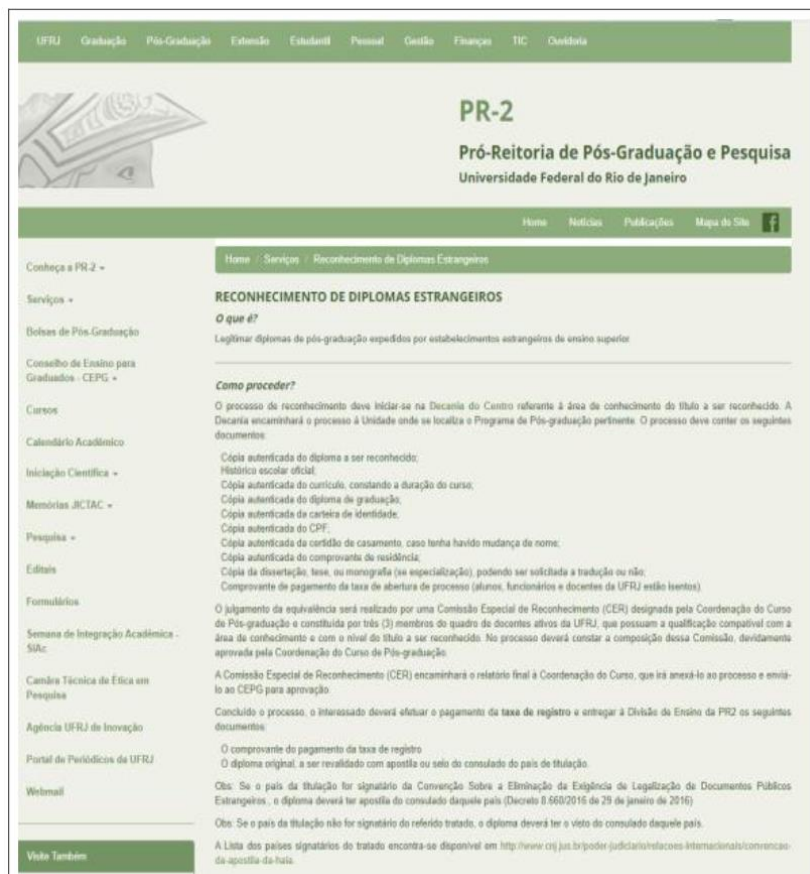 UFRJ Graduação Pós-Graduação Extensão Estudantil Pessoal Gestão Finanças TIC Ouvidoria
PR-2
Pró-Reitoria de Pós-Graduação e Pesquisa
Universidade Federal do Rio de Janeiro
Home Notícias Publicações Mapa do Site f
Conheça a PR-2
Serviços
Bolsas de Pós-Graduação
Conselho de Ensino para
Graduados - CEPG
Cursos
Calendário Acadêmico
Iniciação Científica
Memórias JICTAC
Pesquisa
Editais
Formulários
Semana de Integração Acadêmica -
SIAc
Camâra Técnica de Ética em
Pesquisa
Agência UFRJ de Inovação
Portal de Periódicos da UFRJ
Webmail
Visite Também
Home / Serviços / Reconhecimento de Diplomas Estrangeiros
RECONHECIMENTO DE DIPLOMAS ESTRANGEIROS
O que é?
Legitimar diplomas de pós-graduação expedidos por estabelecimentos estrangeiros de ensino superior.
Como proceder?
O processo de reconhecimento deve iniciar-se na Decania do Centro referente à área de conhecimento do título a ser reconhecido. A
Decania encaminhará o processo à Unidade onde se localiza o Programa de Pós-graduação pertinente. O processo deve conter os seguintes
documentos:
Cópia autenticada do diploma a ser reconhecido;
Histórico escolar oficial;
Cópia autenticada do currículo, constando a duração do curso;
Cópia autenticada do diploma de graduação;
Cópia autenticada da carteira de identidade;
Cópia autenticada do CPF;
Cópia autenticada da certidão de casamento, caso tenha havido mudança de nome;
Cópia autenticada do comprovante de residência;
Cópia da dissertação, tese, ou monografia (se especialização), podendo ser solicitada a tradução ou não;
Comprovante de pagamento da taxa de abertura de processo (alunos, funcionários e docentes da UFRJ estão isentos).
O julgamento da equivalência será realizado por uma Comissão Especial de Reconhecimento (CER) designada pela Coordenação do Curso
de Pós-graduação e constituída por três (3) membros do quadro de docentes ativos da UFRJ, que possuam a qualificação compatível com a
área de conhecimento e com o nível do título a ser reconhecido. No processo deverá constar a composição dessa Comissão, devidamente
aprovada pela Coordenação do Curso de Pós-graduação.
A Comissão Especial de Reconhecimento (CER) encaminhará o relatório final à Coordenação do Curso, que irá anexá-lo ao processo e enviá-
lo ao CEPG para aprovação.
Concluído o processo, o interessado deverá efetuar o pagamento da taxa de registro e entregar à Divisão de Ensino da PR2 os seguintes
documentos:
O comprovante do pagamento da taxa de registro
O diploma original, a ser revalidado com apostila ou selo do consulado do país de titulação.
Obs: Se o país da titulação for signatário da Convenção Sobre a Eliminação da Exigência de Legalização de Documentos Públicos
Estrangeiros , o diploma deverá ter apostila do consulado daquele país (Decreto 8.660/2016 de 29 de janeiro de 2016)
Obs: Se o país da titulação não for signatário do referido tratado, o diploma deverá ter o visto do consulado daquele país.
A Lista dos países signatários do tratado encontra-se disponível em http://www.cnj.jus.br/poder-judiciario/relacoes-internacionais/convencao-
da-apostila-da-haia.